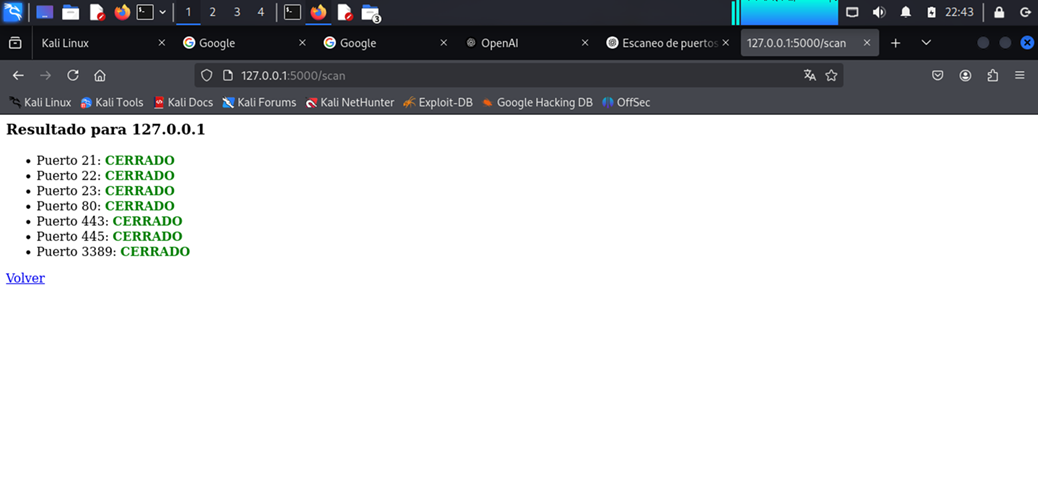 1 2 3 4 3 22:43
Kali Linux Google Google OpenAI Escaneo de puertos 127.0.0.1:5000/scan
127.0.0.1:5000/scan
Kali Linux Kali Tools Kali Docs Kali Forums Kali NetHunter Exploit-DB Google Hacking DB OffSec
Resultado para 127.0.0.1
• Puerto 21: CERRADO
• Puerto 22: CERRADO
• Puerto 23: CERRADO
• Puerto 80: CERRADO
• Puerto 443: CERRADO
• Puerto 445: CERRADO
• Puerto 3389: CERRADO
Volver